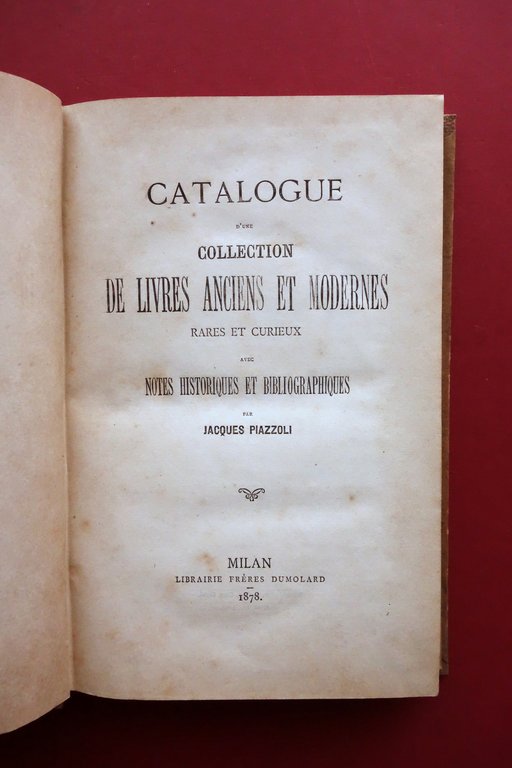 CATALOGUE
D'UNE
COLLECTION
DE LIVRES ANCIENS ET MODERNES
RARES ET CURIEUX
AVEC
NOTES HISTORIQUES ET BIBLIOGRAPHIQUES
PAR
JACQUES PIAZZOLI
MILAN
LIBRAIRIE FRÈRES DUMOLARD
1878.